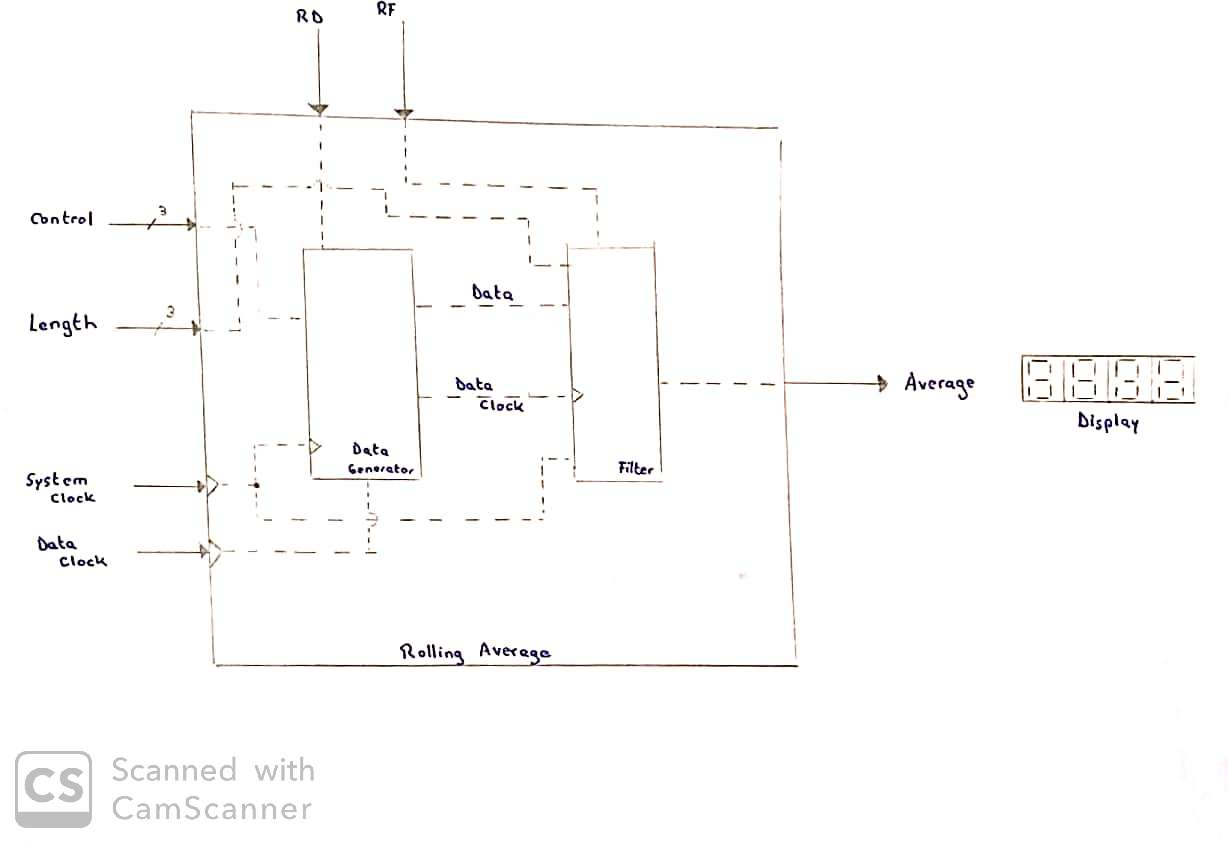 RD
RF
Control
3
Length
3
Data
Data
Clock
Data
Generator
Filter
System
Clock
Data
Clock
Average
Display
Rolling Average
CS
Scanned with
CamScanner